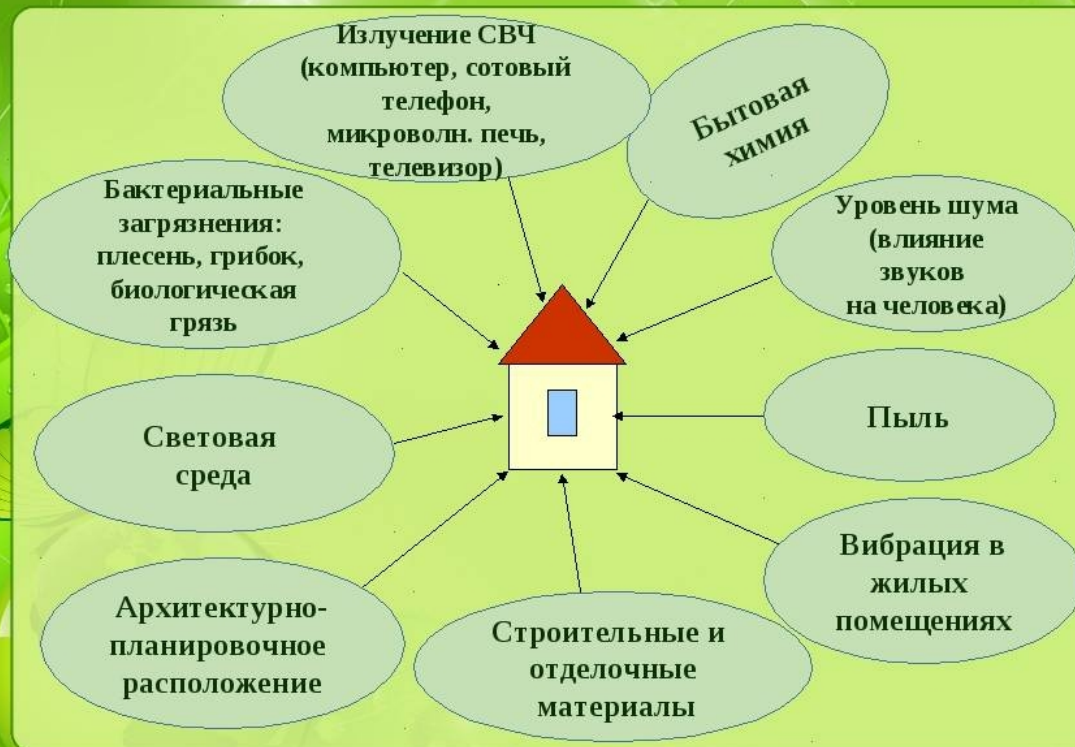 Излучение СВЧ
(компьютер, сотовый
телефон,
микроволн. печь,
телевизор)
Бытовая
химия
Бактериальные
загрязнения:
плесень, грибок,
биологическая
грязь
Уровень шума
(влияние
звуков
на человека)
Световая
среда
Пыль
Архитектурно-
планировочное
расположение
Строительные и
отделочные
материалы
Вибрация в
жилых
помещениях